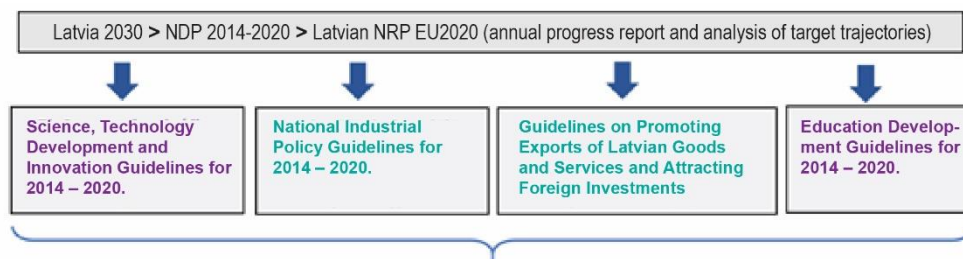 Latvia 2030 > NDP 2014-2020 > Latvian NRP EU2020 (annual progress report and analysis of target trajectories)
Science, Technology
Development and
Innovation Guidelines for
2014 – 2020.
National Industrial
Policy Guidelines for
2014 – 2020.
Guidelines on Promoting
Exports of Latvian Goods
and Services and Attracting
Foreign Investments
Education Develop-
ment Guidelines for
2014 – 2020.